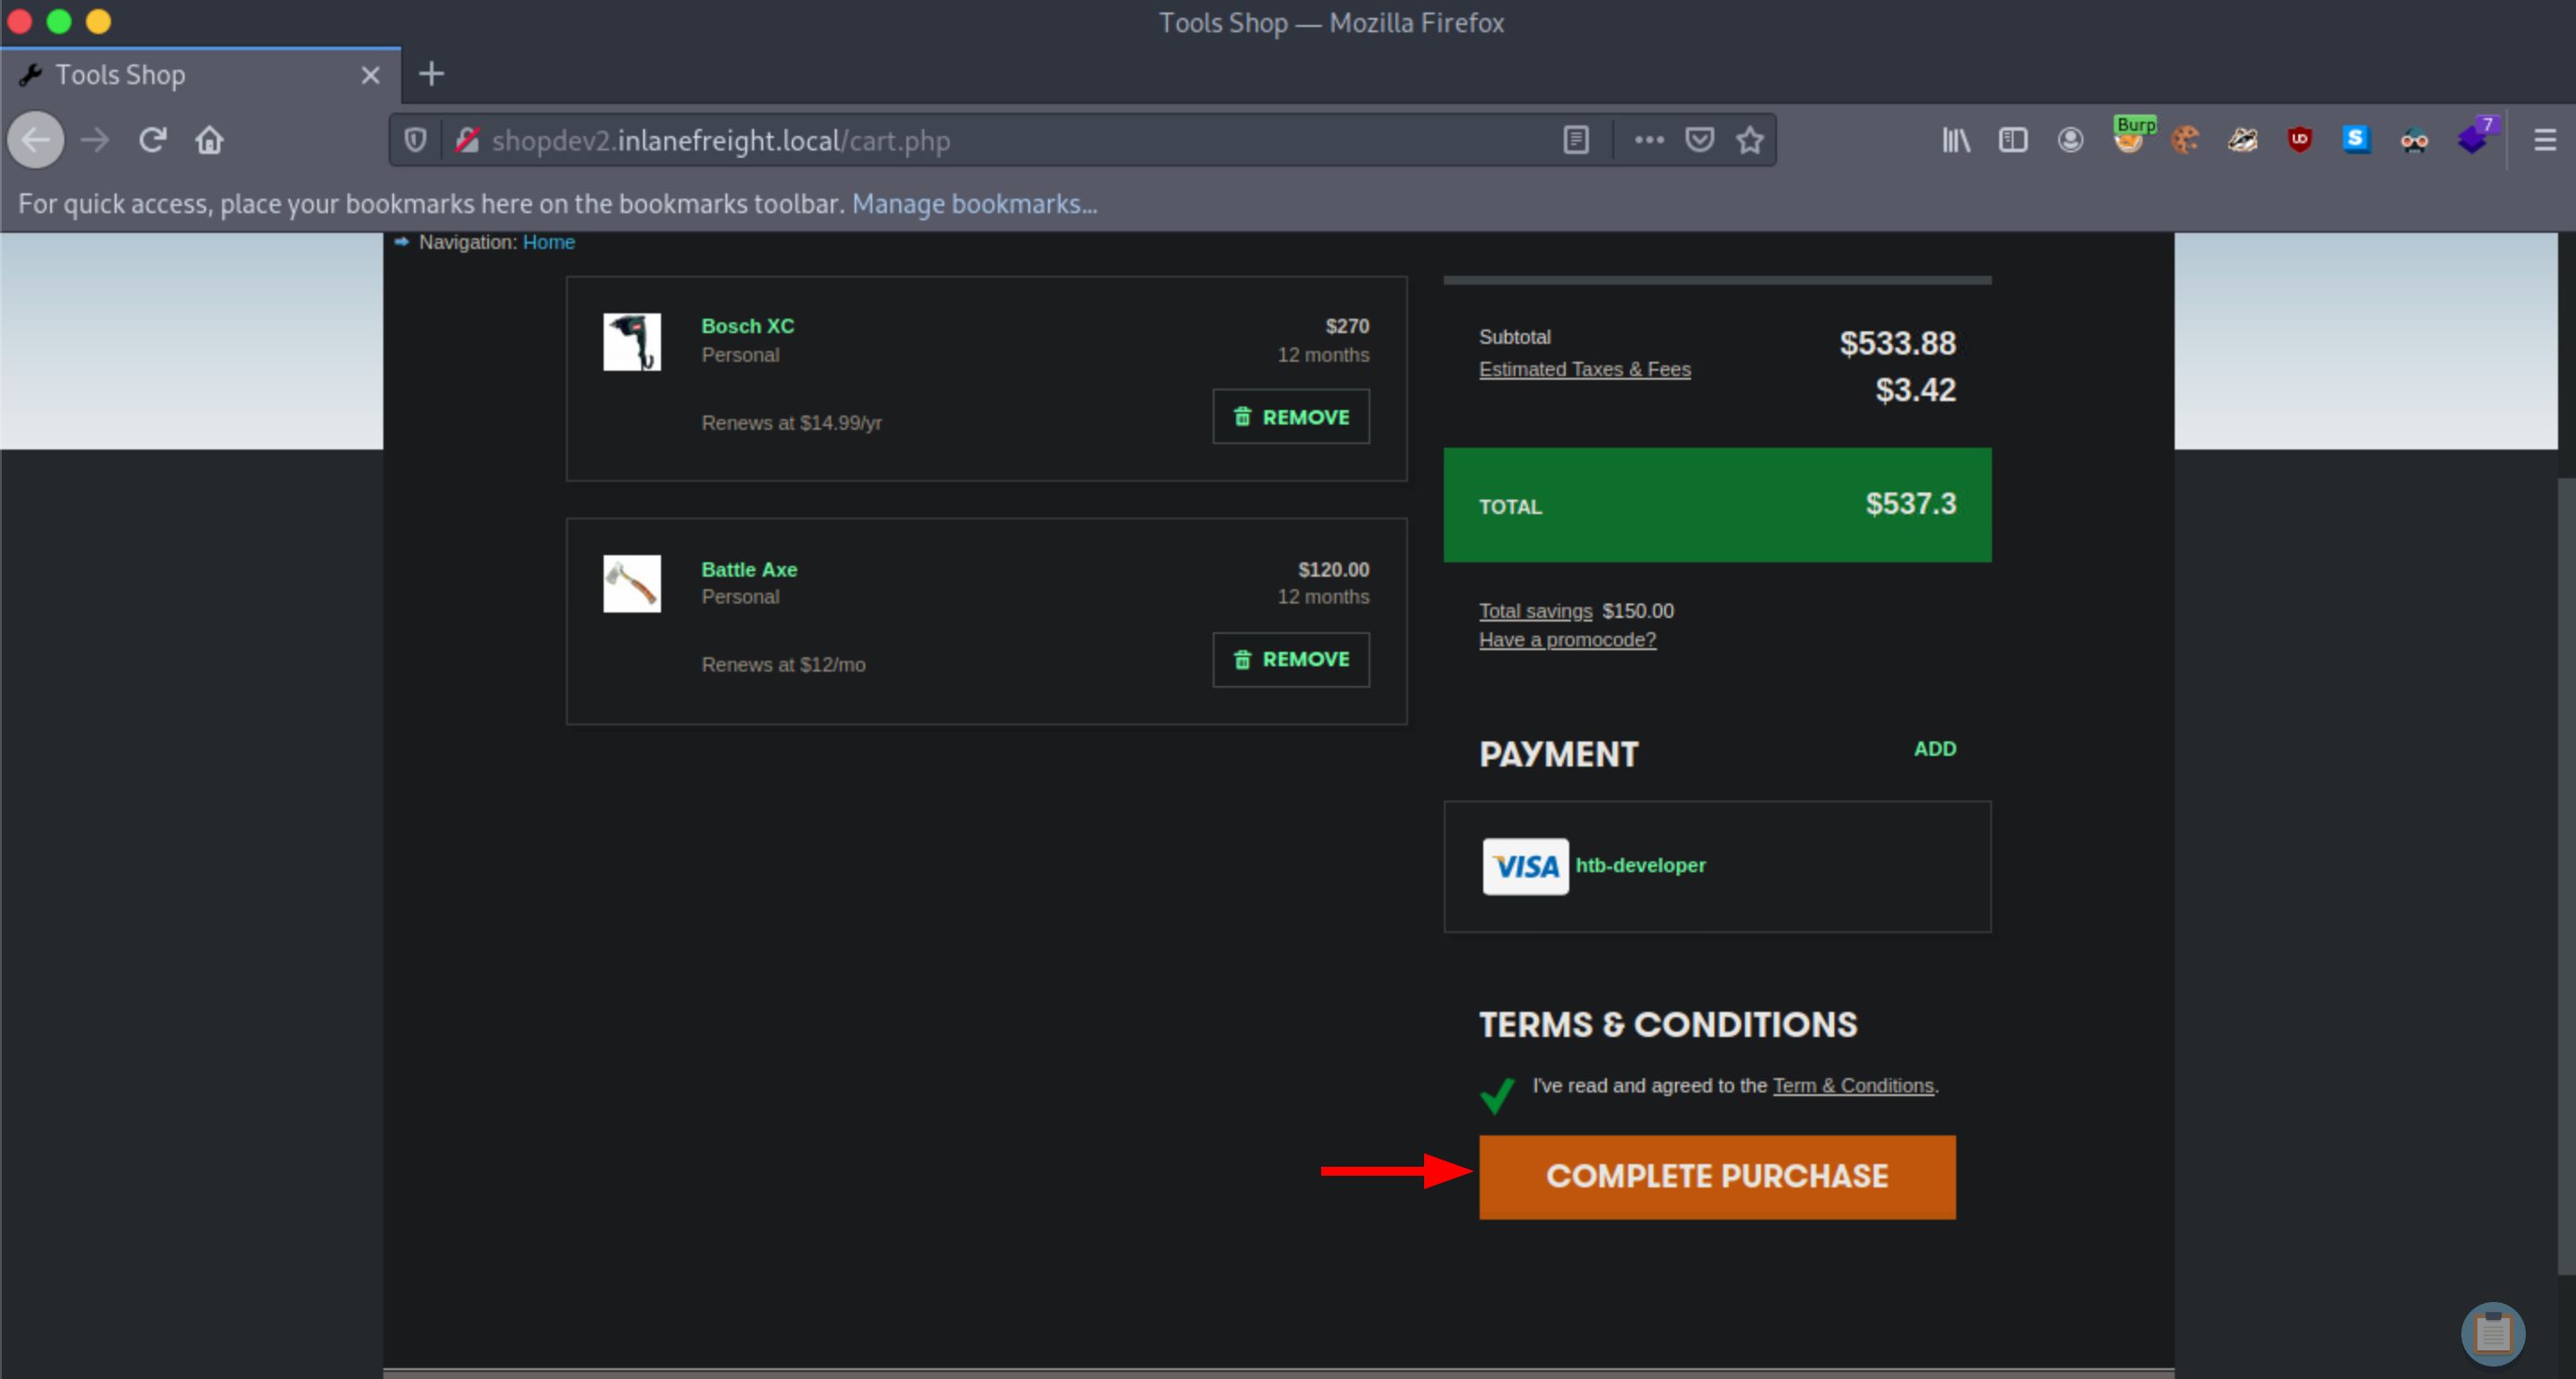 Tools Shop — Mozilla Firefox
Tools Shop
shopdev2.inlanefreight.local/cart.php
Burp
UD
S
7
For quick access, place your bookmarks here on the bookmarks toolbar. Manage bookmarks...
Navigation: Home
Bosch XC
$270
Personal
12 months
Renews at $14.99/yr
REMOVE
Battle Axe
$120.00
Personal
12 months
Renews at $12/mo
REMOVE
Subtotal
$533.88
Estimated Taxes & Fees
$3.42
TOTAL
$537.3
Total savings $150.00
Have a promocode?
PAYMENT
ADD
VISA htb-developer
TERMS & CONDITIONS
I've read and agreed to the Term & Conditions.
COMPLETE PURCHASE